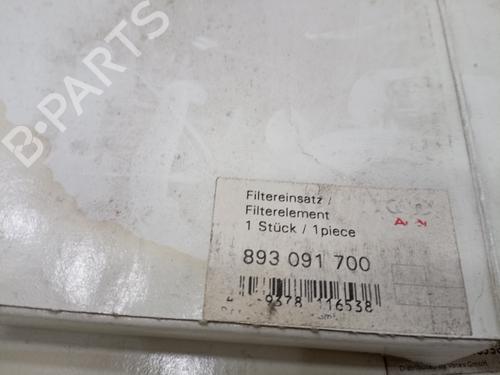 B-PARTS
Filtereinsatz /
Filterelement
1 Stück / 1 piece
893 091 700
9378 116538